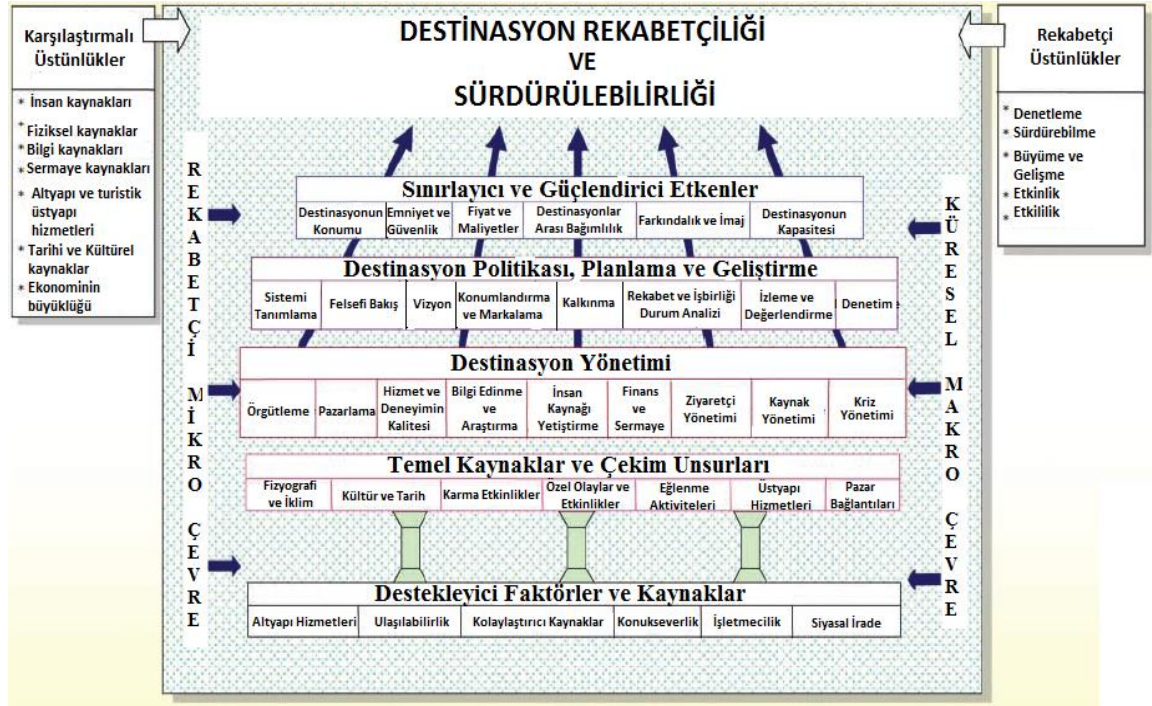 DESTİNASYON REKABETÇİLİĞİ
VE
SÜRDÜRÜLEBİLİRLİĞİ
Karşılaştırmalı
Üstünlükler
* İnsan kaynakları
* Fiziksel kaynaklar
* Bilgi kaynakları
* Sermaye kaynakları
* Altyapı ve turistik
üstyapı
hizmetleri
* Tarihi ve Kültürel
kaynaklar
* Ekonominin
büyüklüğü
Rekabetçi
Üstünlükler
* Denetleme
* Sürdürebilme
* Büyüme ve
Gelişme
* Etkinlik
* Etkililik
REKABETÇİ MİKRO ÇEVRE
KÜRESEL MAKRO ÇEVRE
Sınırlayıcı ve Güçlendirici Etkenler
Destinasyonun
Konumu
Emniyet ve
Güvenlik
Fiyat ve
Maliyetler
Destinasyonlar
Arası Bağımlılık
Farkındalık ve İmaj
Destinasyonun
Kapasitesi
Destinasyon Politikası, Planlama ve Geliştirme
Sistemi
Tanımlama
Felsefi Bakış
Vizyon
Konumlandırma
ve Markalama
Kalkınma
Rekabet ve İşbirliği
Durum Analizi
İzleme ve
Değerlendirme
Denetim
Destinasyon Yönetimi
Örgütleme
Pazarlama
Hizmet ve
Deneyimin
Kalitesi
Bilgi Edinme
ve
Araştırma
İnsan
Kaynağı
Yetiştirme
Finans
ve
Sermaye
Ziyaretçi
Yönetimi
Kaynak
Yönetimi
Kriz
Yönetimi
Temel Kaynaklar ve Çekim Unsurları
Fizyografi
ve İklim
Kültür ve Tarih
Karma Etkinlikler
Özel Olaylar ve
Etkinlikler
Eğlenme
Aktiviteleri
Üstyapı
Hizmetleri
Pazar
Bağlantıları
Destekleyici Faktörler ve Kaynaklar
Altyapı Hizmetleri
Ulaşılabilirlik
Kolaylaştırıcı Kaynaklar
Konukseverlik
İşletmecilik
Siyasal İrade